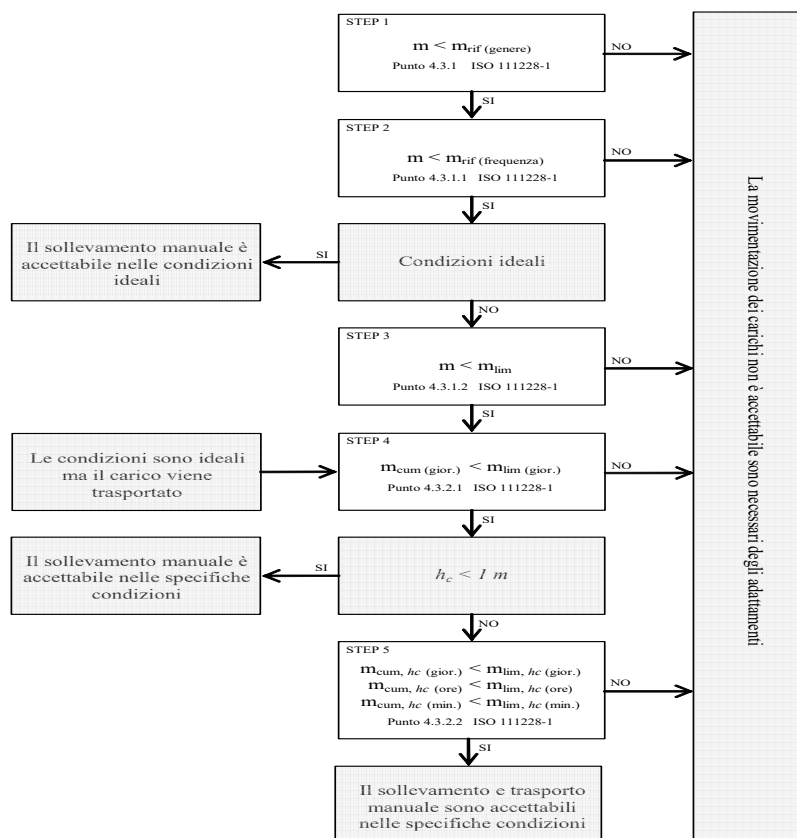 STEP 1
m < mrif (genere)
Punto 4.3.1 ISO 111228-1
NO
SI
STEP 2
m < mrif (frequenza)
Punto 4.3.1.1 ISO 111228-1
NO
SI
Il sollevamento manuale è
accettabile nelle condizioni
ideali
SI
Condizioni ideali
NO
STEP 3
m < mlim
Punto 4.3.1.2 ISO 111228-1
NO
SI
Le condizioni sono ideali
ma il carico viene
trasportato
STEP 4
mcum (gior.) < mlim (gior.)
Punto 4.3.2.1 ISO 111228-1
NO
SI
Il sollevamento manuale è
accettabile nelle specifiche
condizioni
SI
hc < 1 m
NO
STEP 5
mcum, hc (gior.) < mlim, hc (gior.)
mcum, hc (ore) < mlim, hc (ore)
mcum, hc (min.) < mlim, hc (min.)
Punto 4.3.2.2 ISO 111228-1
NO
SI
Il sollevamento e trasporto
manuale sono accettabili
nelle specifiche condizioni
La movimentazione dei carichi non è accettabile sono necessari degli adattamenti